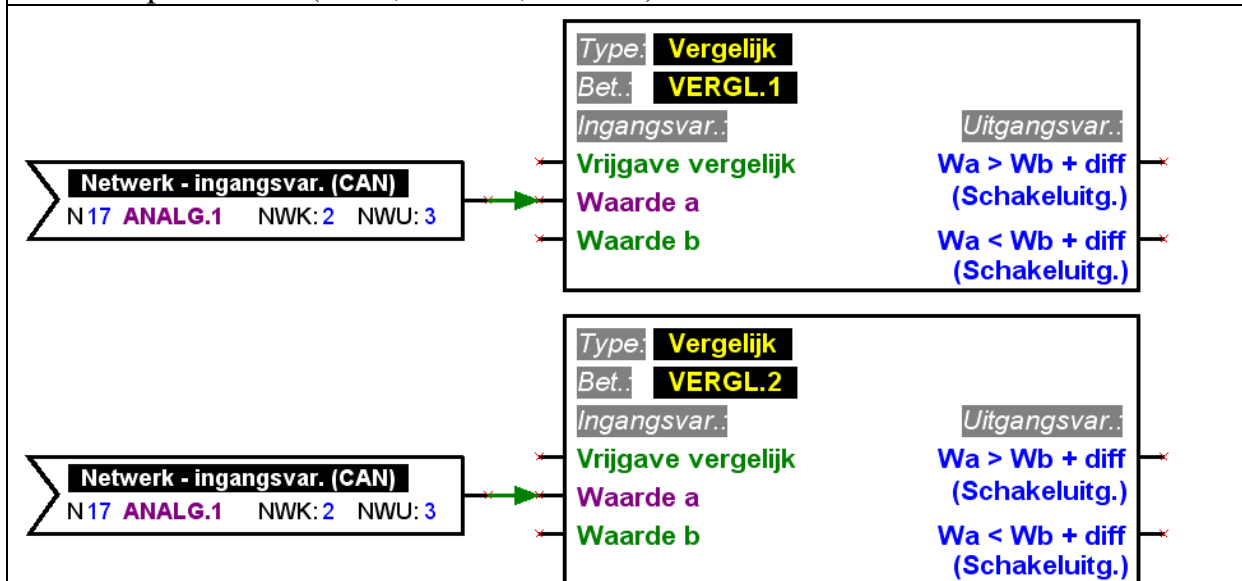 Type: Vergelijk
Bet.: VERGL.1
Ingangsvar.: Uitgangsvar.:
Vrijgave vergelijk Wa > Wb + diff
Netwerk - ingangsvar. (CAN)
Waarde a (Schakeluitg.)
N17 ANALG.1 NWK: 2 NWU: 3
Waarde b Wa < Wb + diff
(Schakeluitg.)
Type: Vergelijk
Bet.: VERGL.2
Ingangsvar.: Uitgangsvar.:
Vrijgave vergelijk Wa > Wb + diff
Netwerk - ingangsvar. (CAN)
Waarde a (Schakeluitg.)
N17 ANALG.1 NWK: 2 NWU: 3
Waarde b Wa < Wb + diff
(Schakeluitg.)